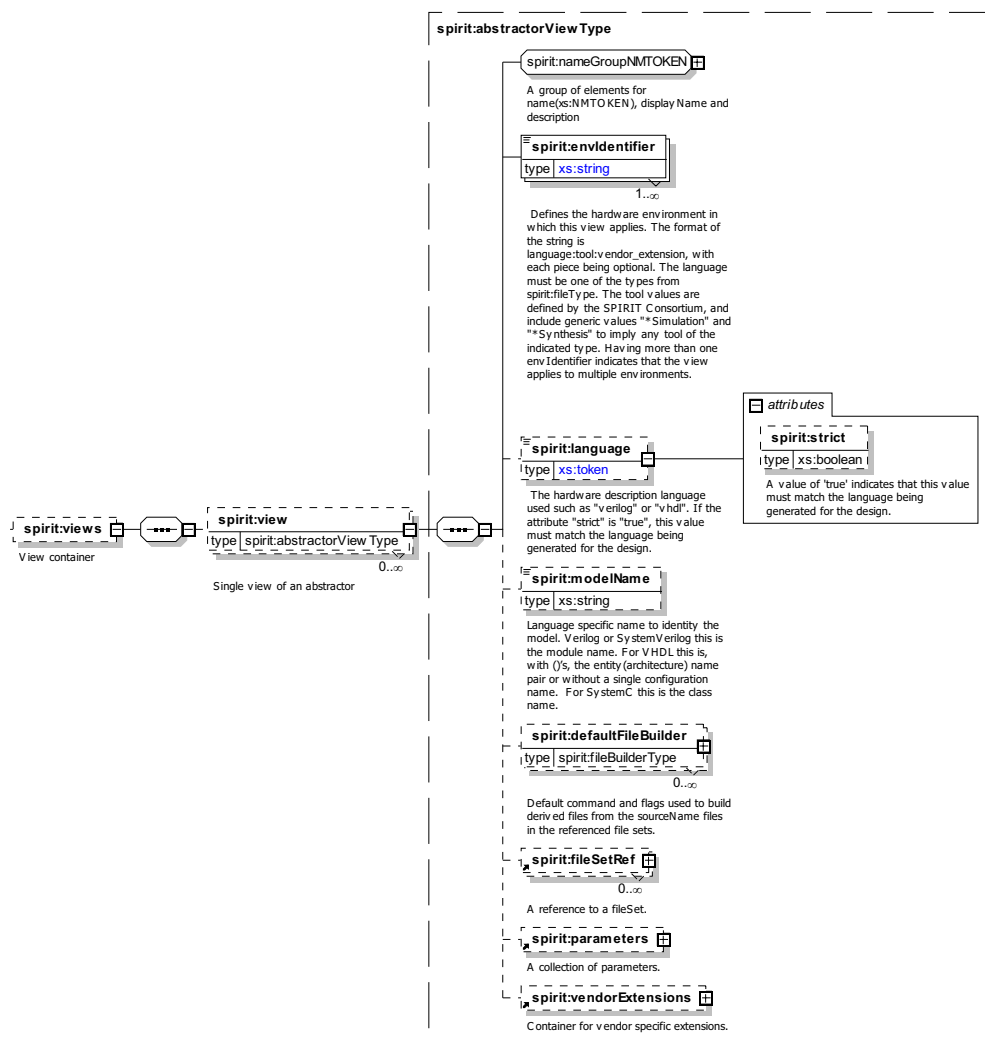 spirit:abstractorViewType
spirit:nameGroupNMTOKEN
A group of elements for
name(xs:NMTOKEN), displayName and
description
spirit:envIdentifier
type xs:string
1..∞
Defines the hardware environment in
which this view applies. The format of
the string is
language:tool:vendor_extension, with
each piece being optional. The language
must be one of the types from
spirit:fileType. The tool values are
defined by the SPIRIT Consortium, and
include generic values "*Simulation" and
"*Synthesis" to imply any tool of the
indicated type. Having more than one
envIdentifier indicates that the view
applies to multiple environments.
attributes
spirit:strict
type xs:boolean
A value of 'true' indicates that this value
must match the language being
generated for the design.
spirit:language
type xs:token
The hardware description language
used such as "verilog" or "vhdl". If the
attribute "strict" is "true", this value
must match the language being
generated for the design.
spirit:views
View container
spirit:view
type spirit:abstractorViewType
0..∞
Single view of an abstractor
spirit:modelName
type xs:string
Language specific name to identity the
model. Verilog or SystemVerilog this is
the module name. For VHDL this is,
with ()'s, the entity(architecture) name
pair or without a single configuration
name. For SystemC this is the class
name.
spirit:defaultFileBuilder
type spirit:fileBuilderType
0..∞
Default command and flags used to build
derived files from the sourceName files
in the referenced file sets.
spirit:fileSetRef
0..∞
A reference to a fileSet.
spirit:parameters
A collection of parameters.
spirit:vendorExtensions
Container for vendor specific extensions.